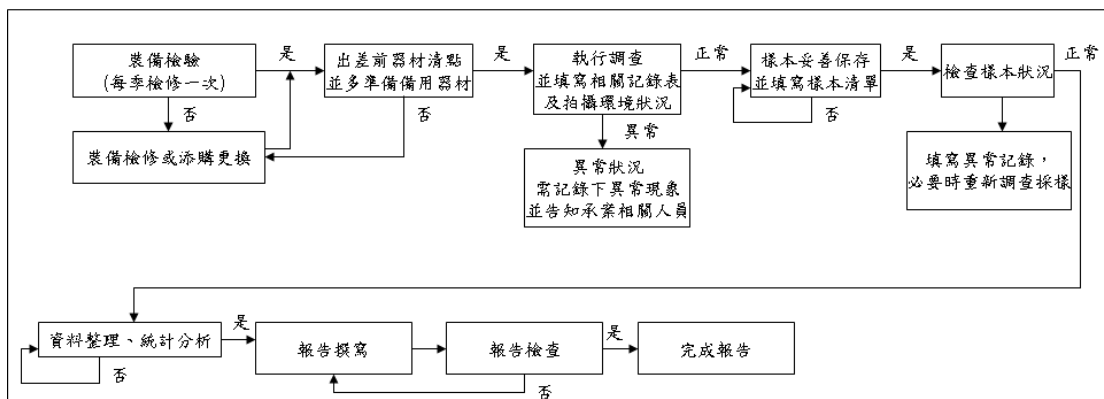 裝備檢驗
(每季檢修一次)
是
出差前器材清點
並多準備備用器材
是
執行調查
並填寫相關記錄表
及拍攝環境狀況
正常
樣本妥善保存
並填寫樣本清單
是
檢查樣本狀況
正常
否
裝備檢修或添購更換
否
異常
異常狀況
需記錄下異常現象
並告知承案相關人員
否
填寫異常記錄，
必要時重新調查採樣
資料整理、統計分析
是
報告撰寫
報告檢查
是
完成報告
否
否